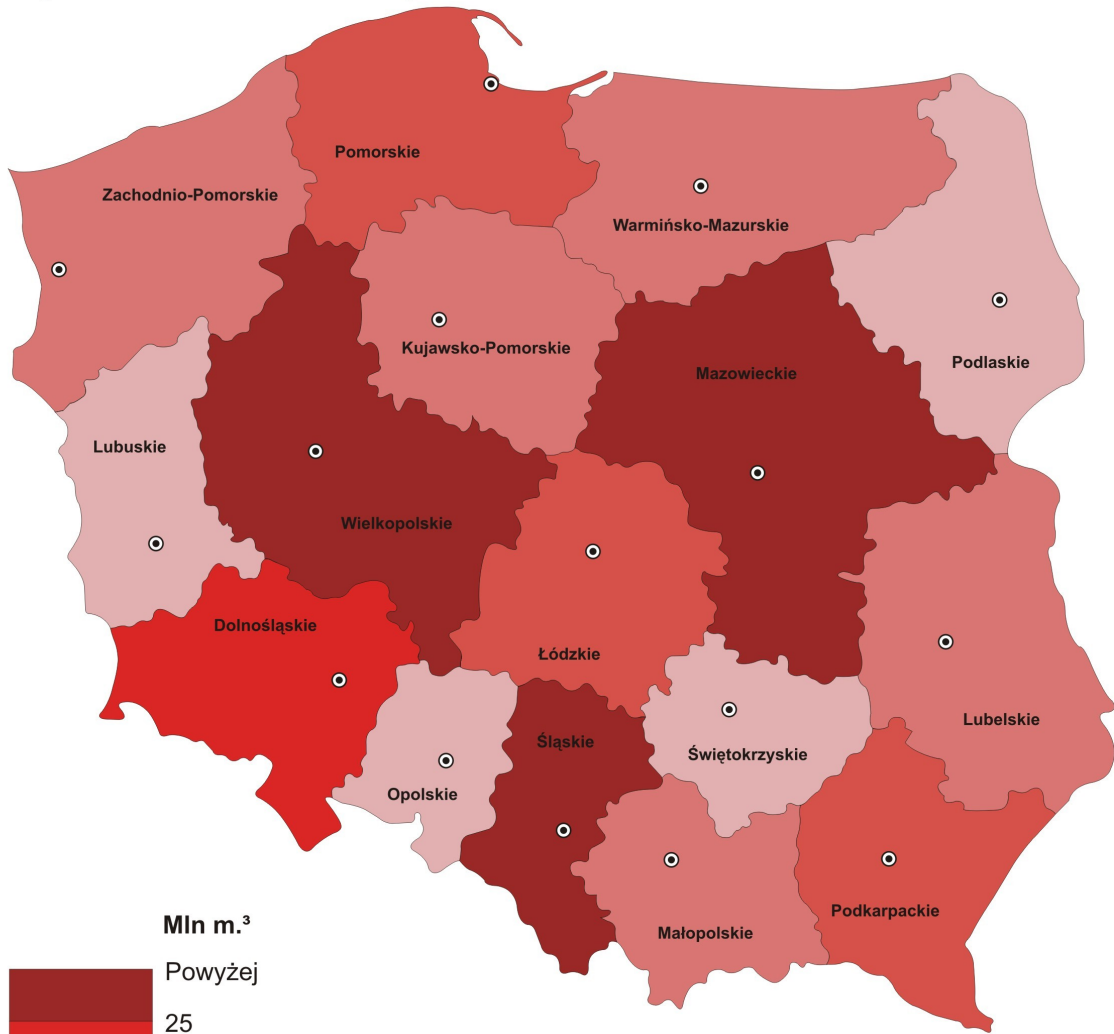 Pomorskie
Zachodnio-Pomorskie
Warmińsko-Mazurskie
Kujawsko-Pomorskie
Podlaskie
Mazowieckie
Lubuskie
Wielkopolskie
Dolnośląskie
Łódzkie
Lubelskie
Śląskie
Świętokrzyskie
Opolskie
Podkarpackie
Małopolskie
Mln m.³
Powyżej
25